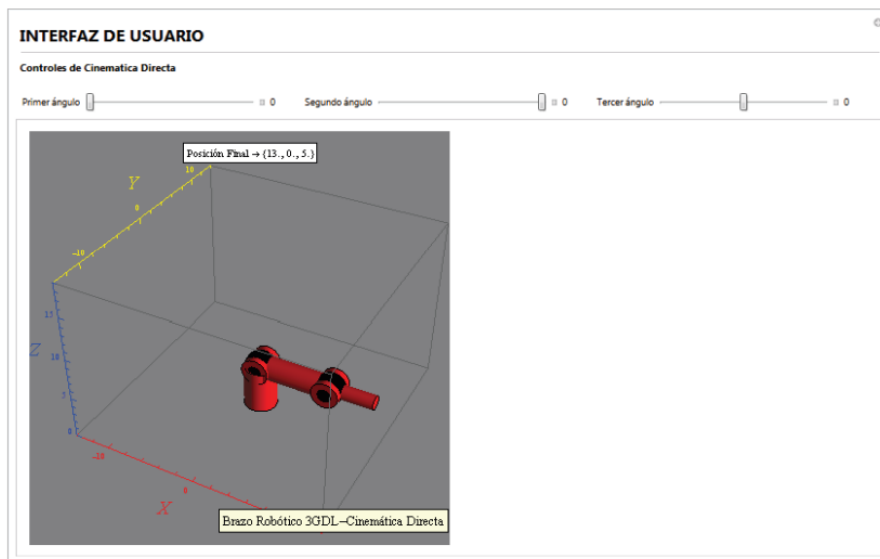 INTERFAZ DE USUARIO
Controles de Cinematica Directa
Primer ángulo 0 Segundo ángulo 0 Tercer ángulo 0
Posición Final → {13., 0., 5.}
10
Y
0
-10
15
Z
10
5
0
-10
0
X
Brazo Robótico 3GDL–Cinemática Directa